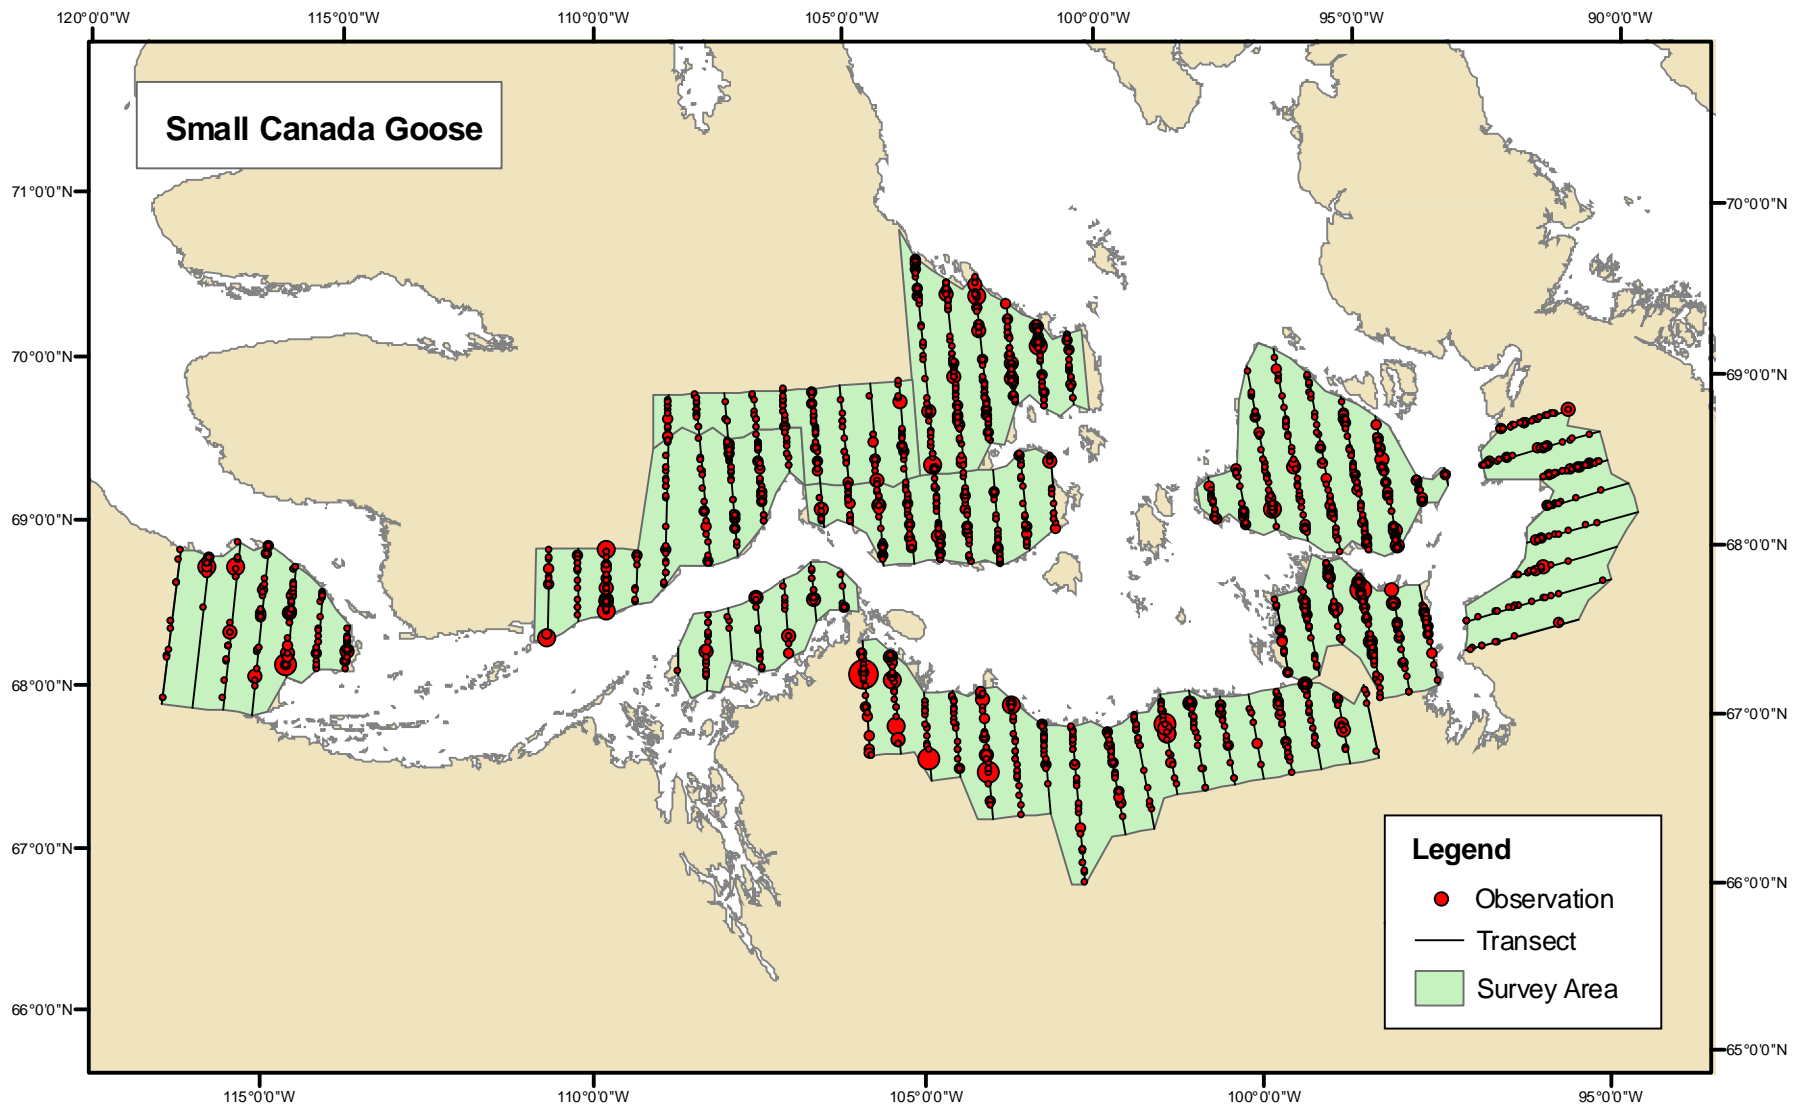 120°0'0"W 115°0'0"W 110°0'0"W 105°0'0"W 100°0'0"W 95°0'0"W 90°0'0"W
Small Canada Goose
71°0'0"N
70°0'0"N
70°0'0"N
69°0'0"N
69°0'0"N
68°0'0"N
68°0'0"N
67°0'0"N
67°0'0"N
66°0'0"N
66°0'0"N
65°0'0"N
Legend
Observation
Transect
Survey Area
115°0'0"W 110°0'0"W 105°0'0"W 100°0'0"W 95°0'0"W